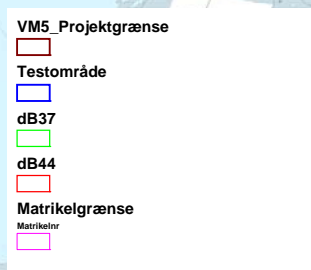 VM5_Projektgrænse
Testområde
dB37
dB44
Matrikelgrænse
Matrikelnr